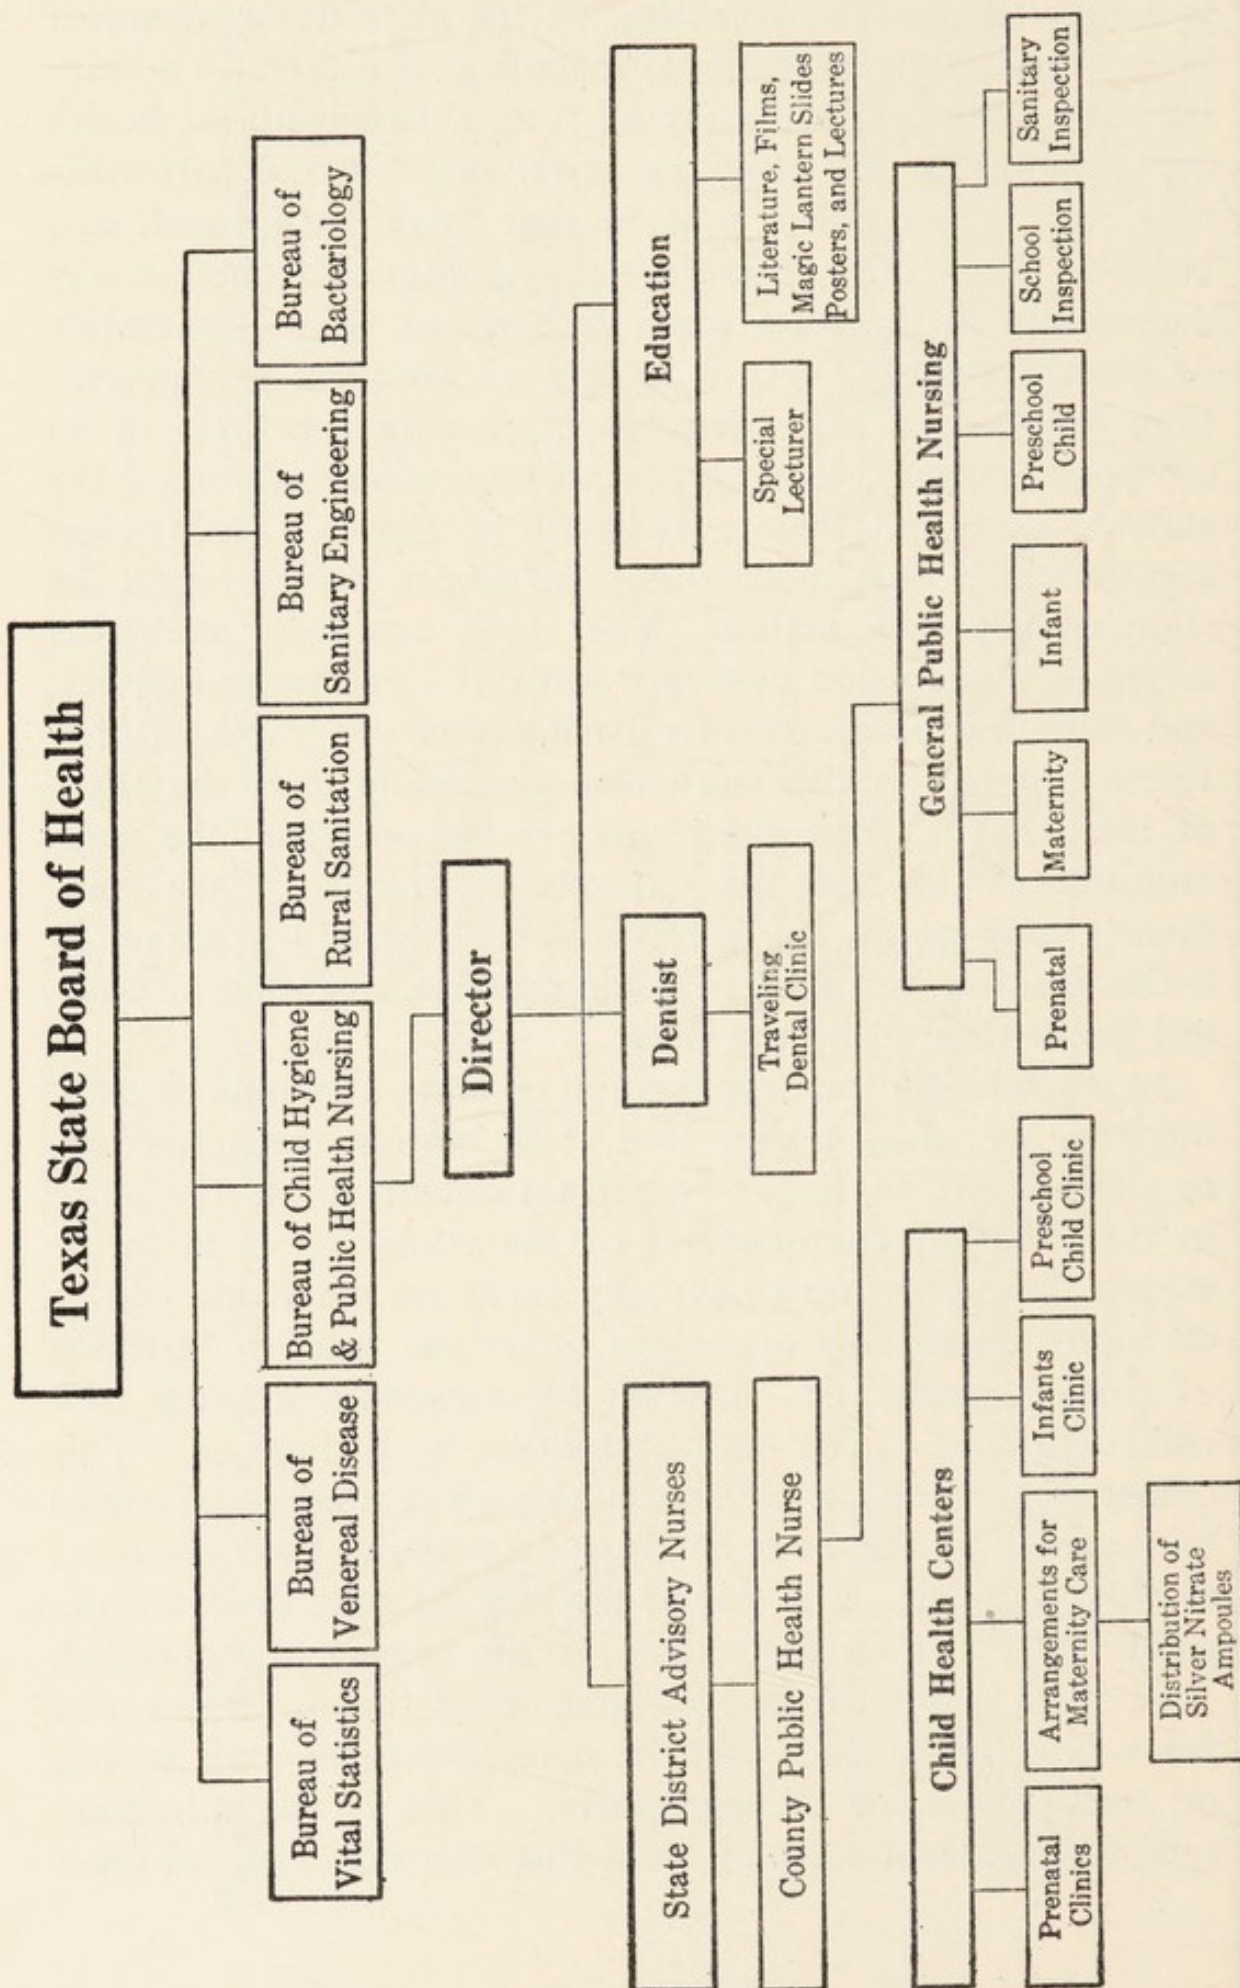 Texas State Board of Health
Bureau of
Vital Statistics
Bureau of
Venereal Disease
Bureau of Child Hygiene
& Public Health Nursing
Bureau of
Rural Sanitation
Bureau of
Sanitary Engineering
Bureau of
Bacteriology
Director
State District Advisory Nurses
Dentist
Education
County Public Health Nurse
Traveling
Dental Clinic
Special
Lecturer
Literature, Films,
Magic Lantern Slides
Posters, and Lectures
Child Health Centers
General Public Health Nursing
Prenatal
Clinics
Arrangements for
Maternity Care
Infants
Clinic
Preschool
Child Clinic
Prenatal
Maternity
Infant
Preschool
Child
School
Inspection
Sanitary
Inspection
Distribution of
Silver Nitrate
Ampoules